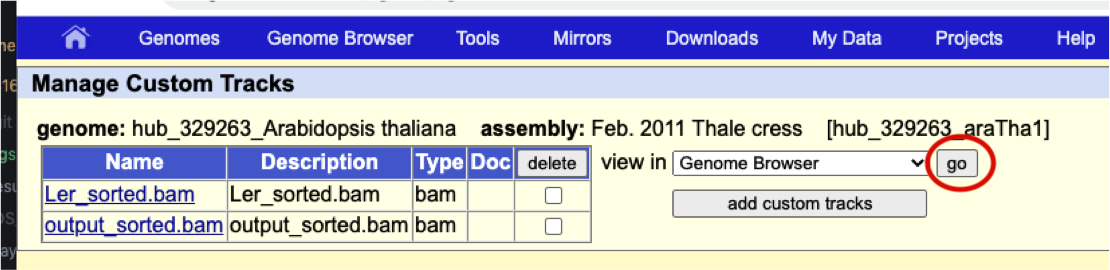 Genomes Genome Browser Tools Mirrors Downloads My Data Projects Help
Manage Custom Tracks
genome: hub_329263_Arabidopsis thaliana assembly: Feb. 2011 Thale cress [hub_329263_araTha1]
Name Description Type Doc delete view in Genome Browser go
Ler_sorted.bam Ler_sorted.bam bam
add custom tracks
output_sorted.bam output_sorted.bam bam